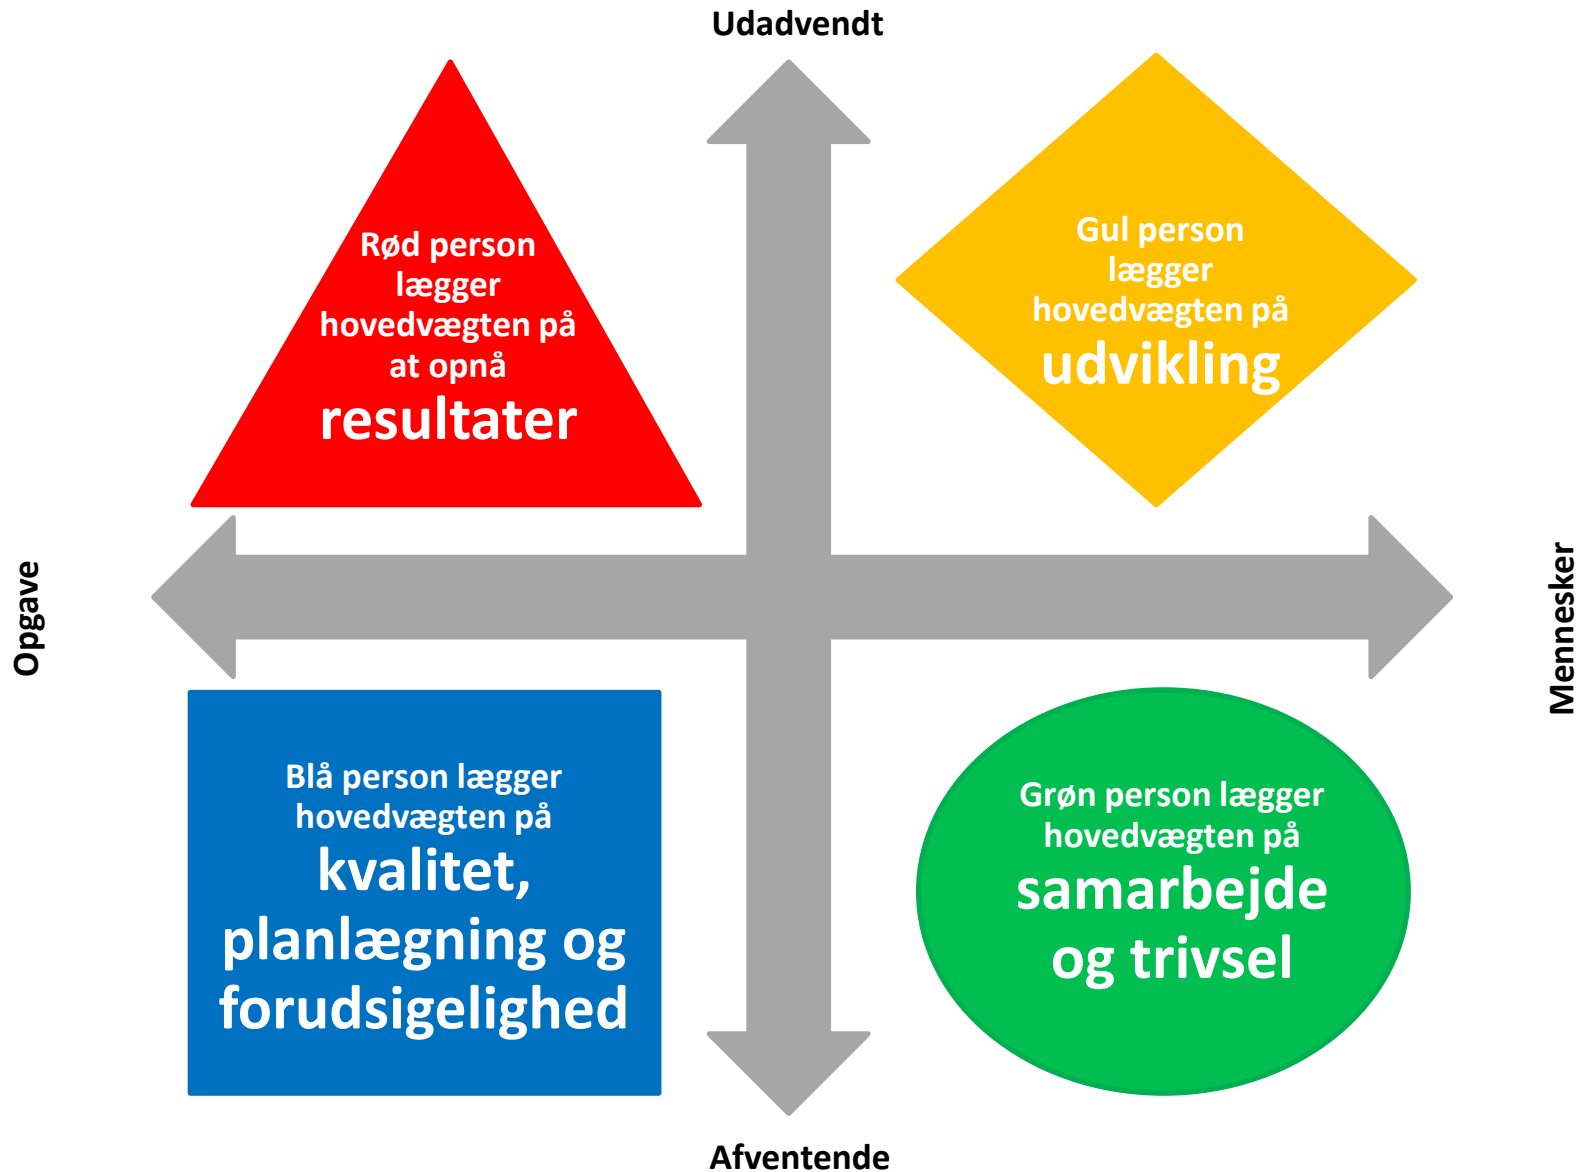 Udadvendt
Rød person
lægger
hovedvægten på
at opnå
resultater
Gul person
lægger
hovedvægten på
udvikling
Opgave
Mennesker
Blå person lægger
hovedvægten på
kvalitet,
planlægning og
forudsigelighed
Grøn person lægger
hovedvægten på
samarbejde
og trivsel
Afventende